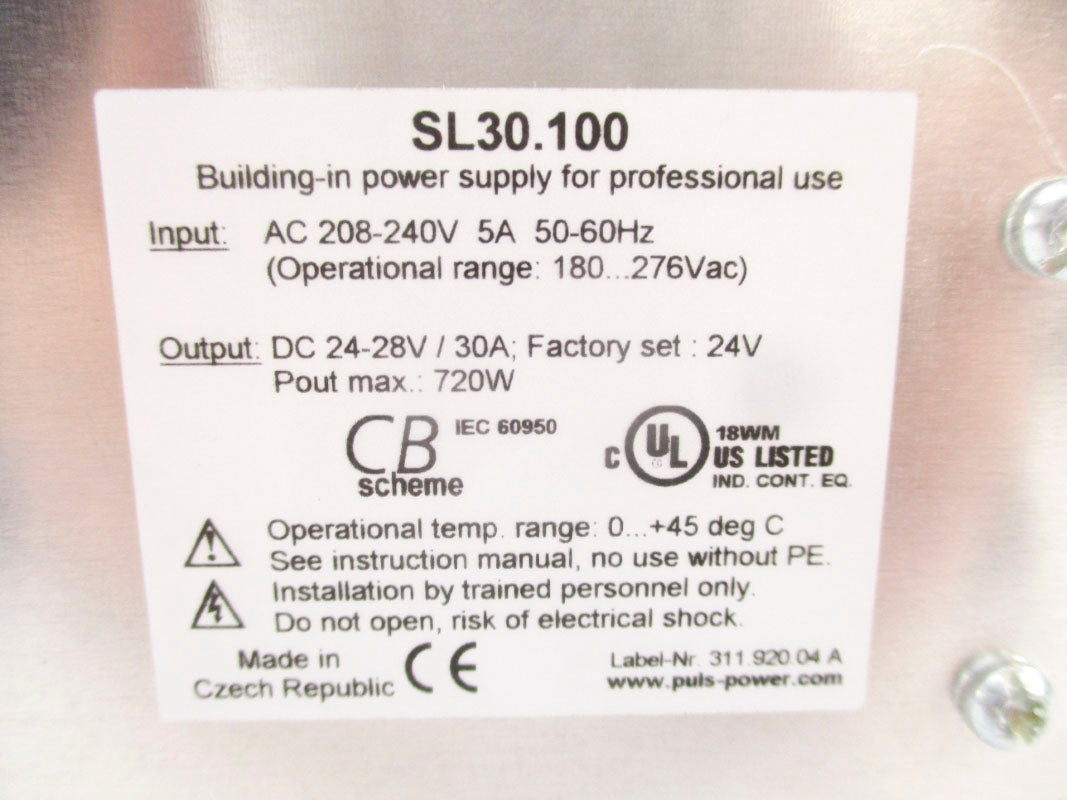 SL30.100
Building-in power supply for professional use
Input: AC 208-240V 5A 50-60Hz
(Operational range: 180...276Vac)
Output: DC 24-28V / 30A; Factory set : 24V
Pout max.: 720W
CB scheme IEC 60950
C UL 18WM
US LISTED
IND. CONT. EQ.
Operational temp. range: 0...+45 deg C
See instruction manual, no use without PE.
Installation by trained personnel only.
Do not open, risk of electrical shock.
Made in
Czech Republic CE
Label-Nr. 311.920.04 A
www.puls-power.com